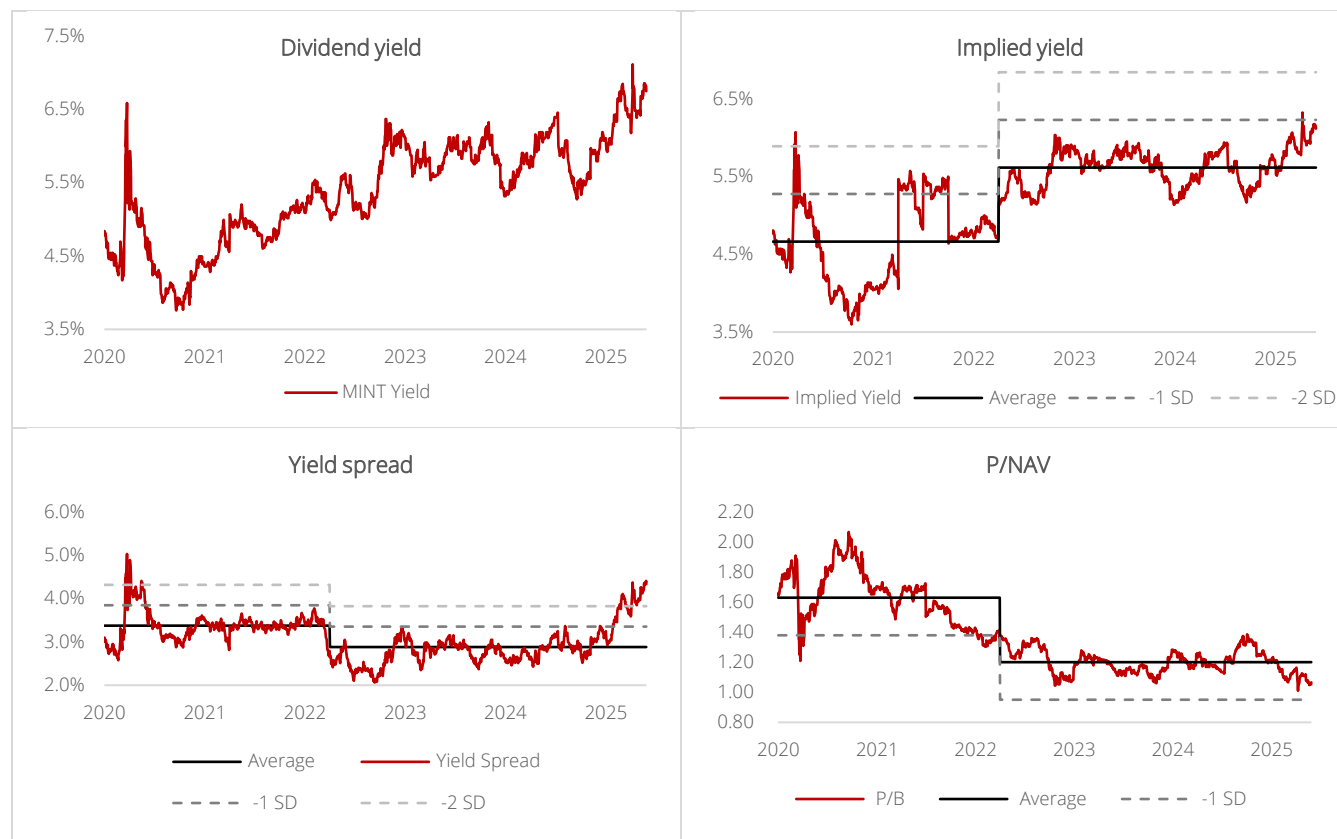 Dividend yield
7.5%
6.5%
5.5%
4.5%
3.5%
2020 2021 2022 2023 2024 2025
MINT Yield
Implied yield
6.5%
5.5%
4.5%
3.5%
2020 2021 2022 2023 2024 2025
Implied Yield Average -1 SD -2 SD
Yield spread
6.0%
5.0%
4.0%
3.0%
2.0%
2020 2021 2022 2023 2024 2025
Average Yield Spread
-1 SD -2 SD
P/NAV
2.20
2.00
1.80
1.60
1.40
1.20
1.00
0.80
2020 2021 2022 2023 2024 2025
P/B Average -1 SD